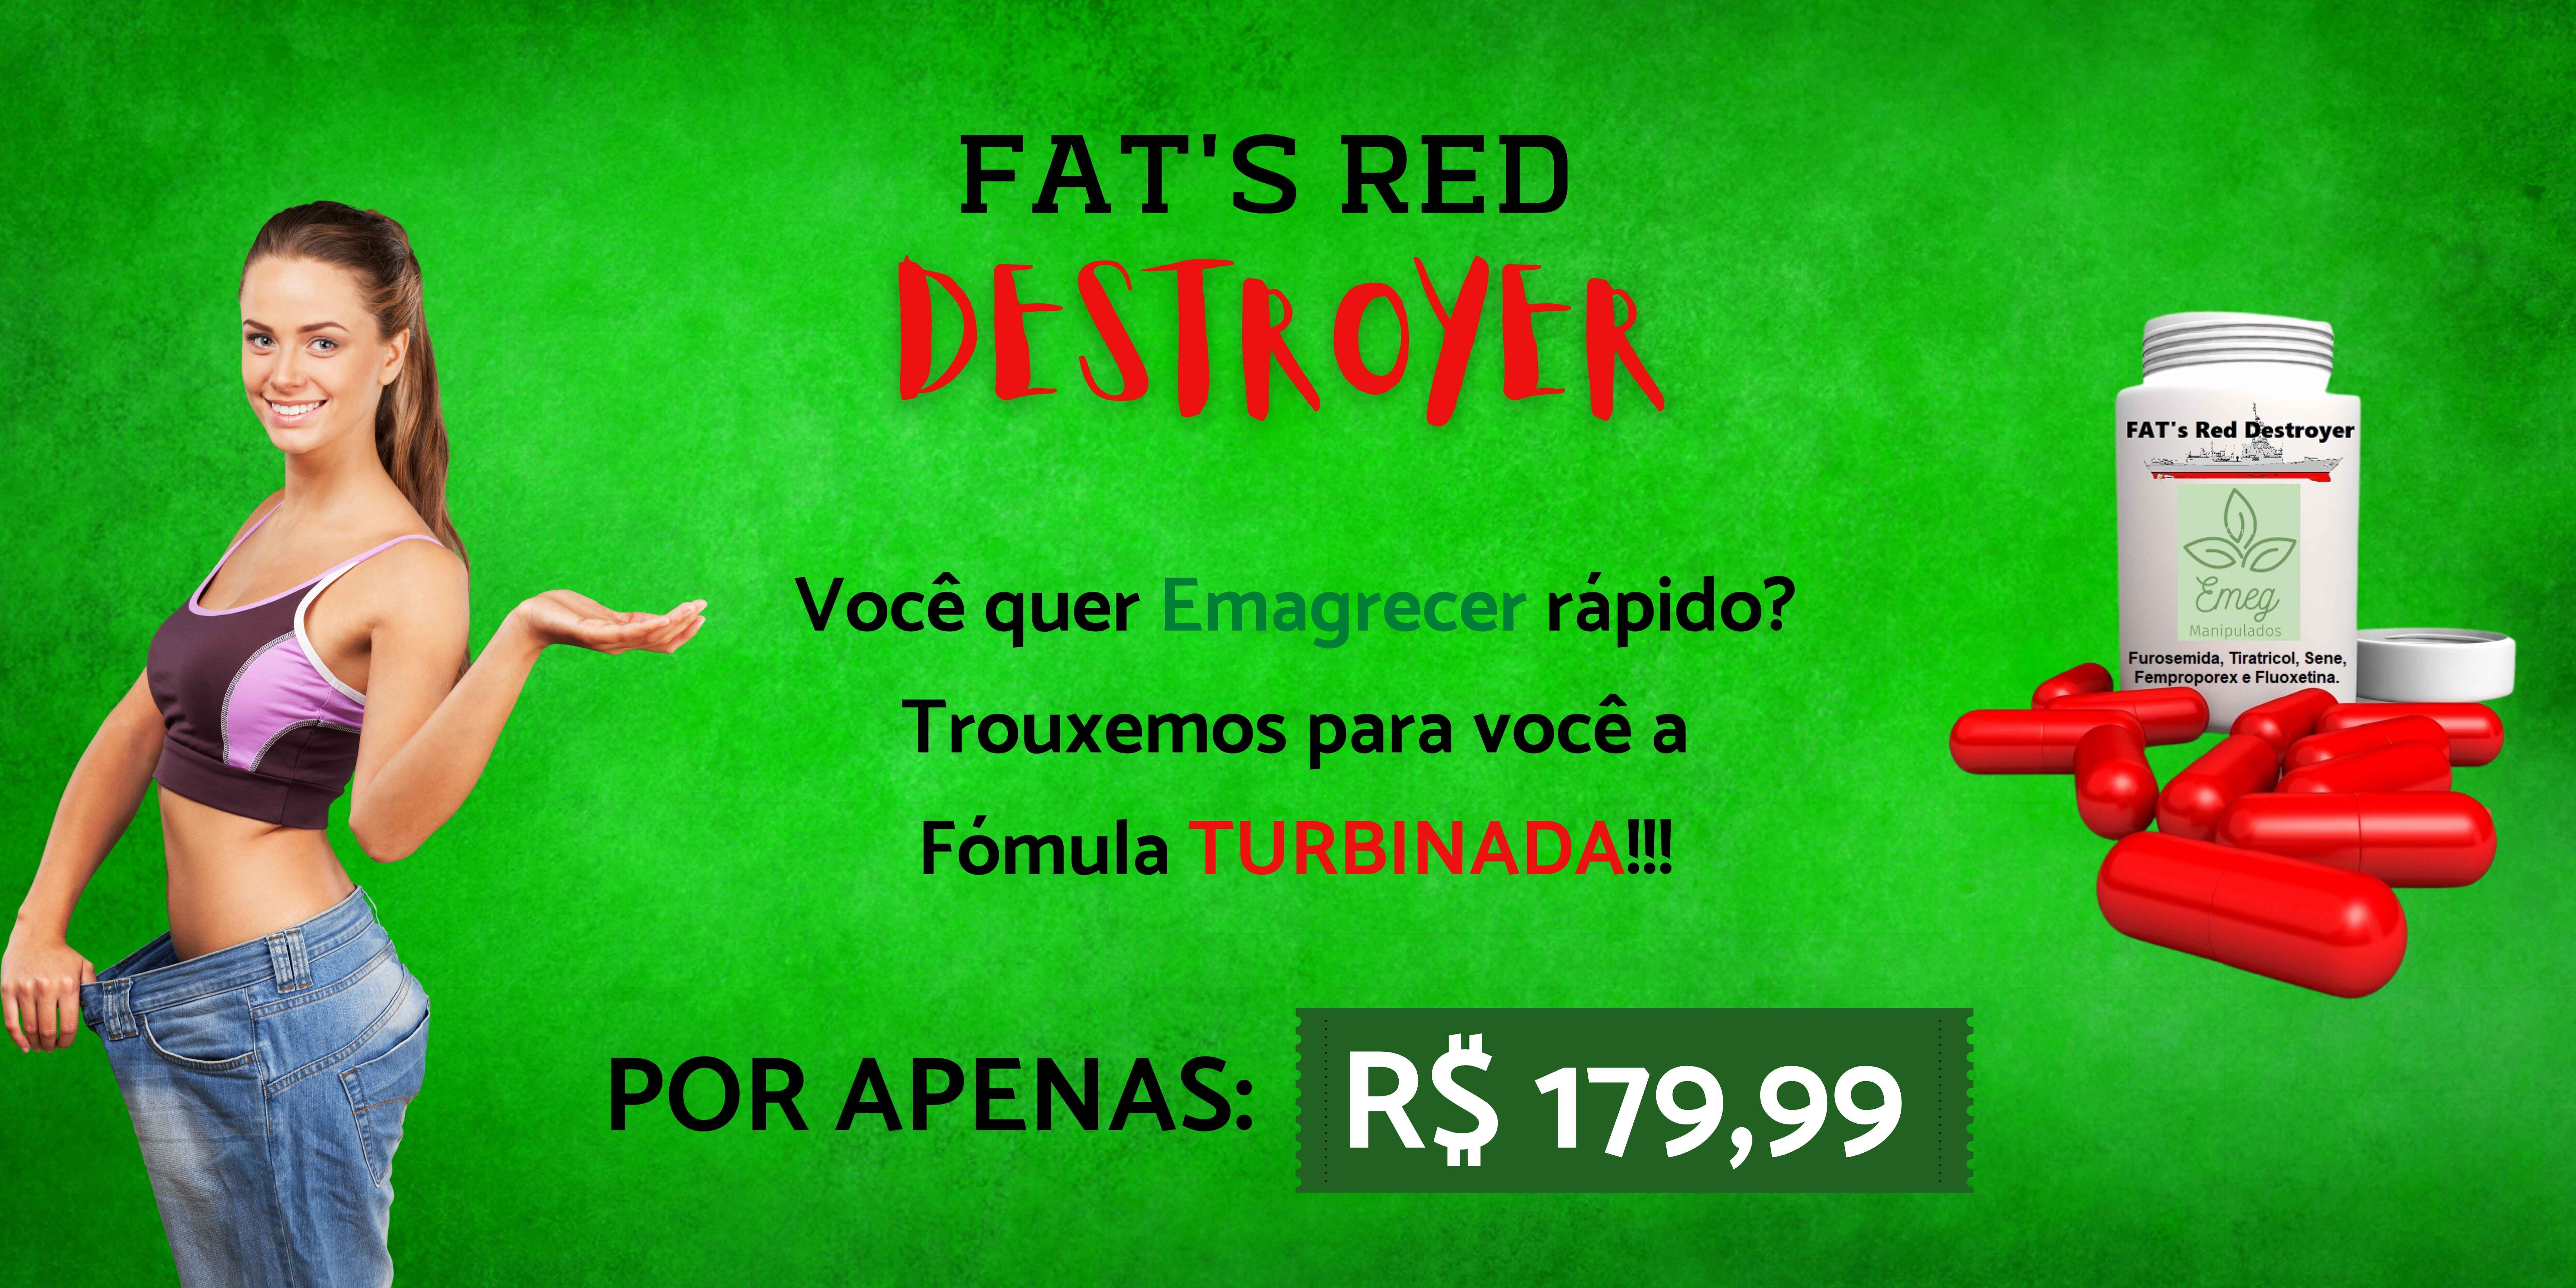 FAT'S RED
DESTROYER
Você quer Emagrecer rápido?
Trouxemos para você a
Fómula TURBINADA!!!
POR APENAS:
R$ 179,99
FAT's Red Destroyer
Emeg
Manipulados
Furosemida, Tiratricol, Sene,
Femproporex e Fluoxetina.